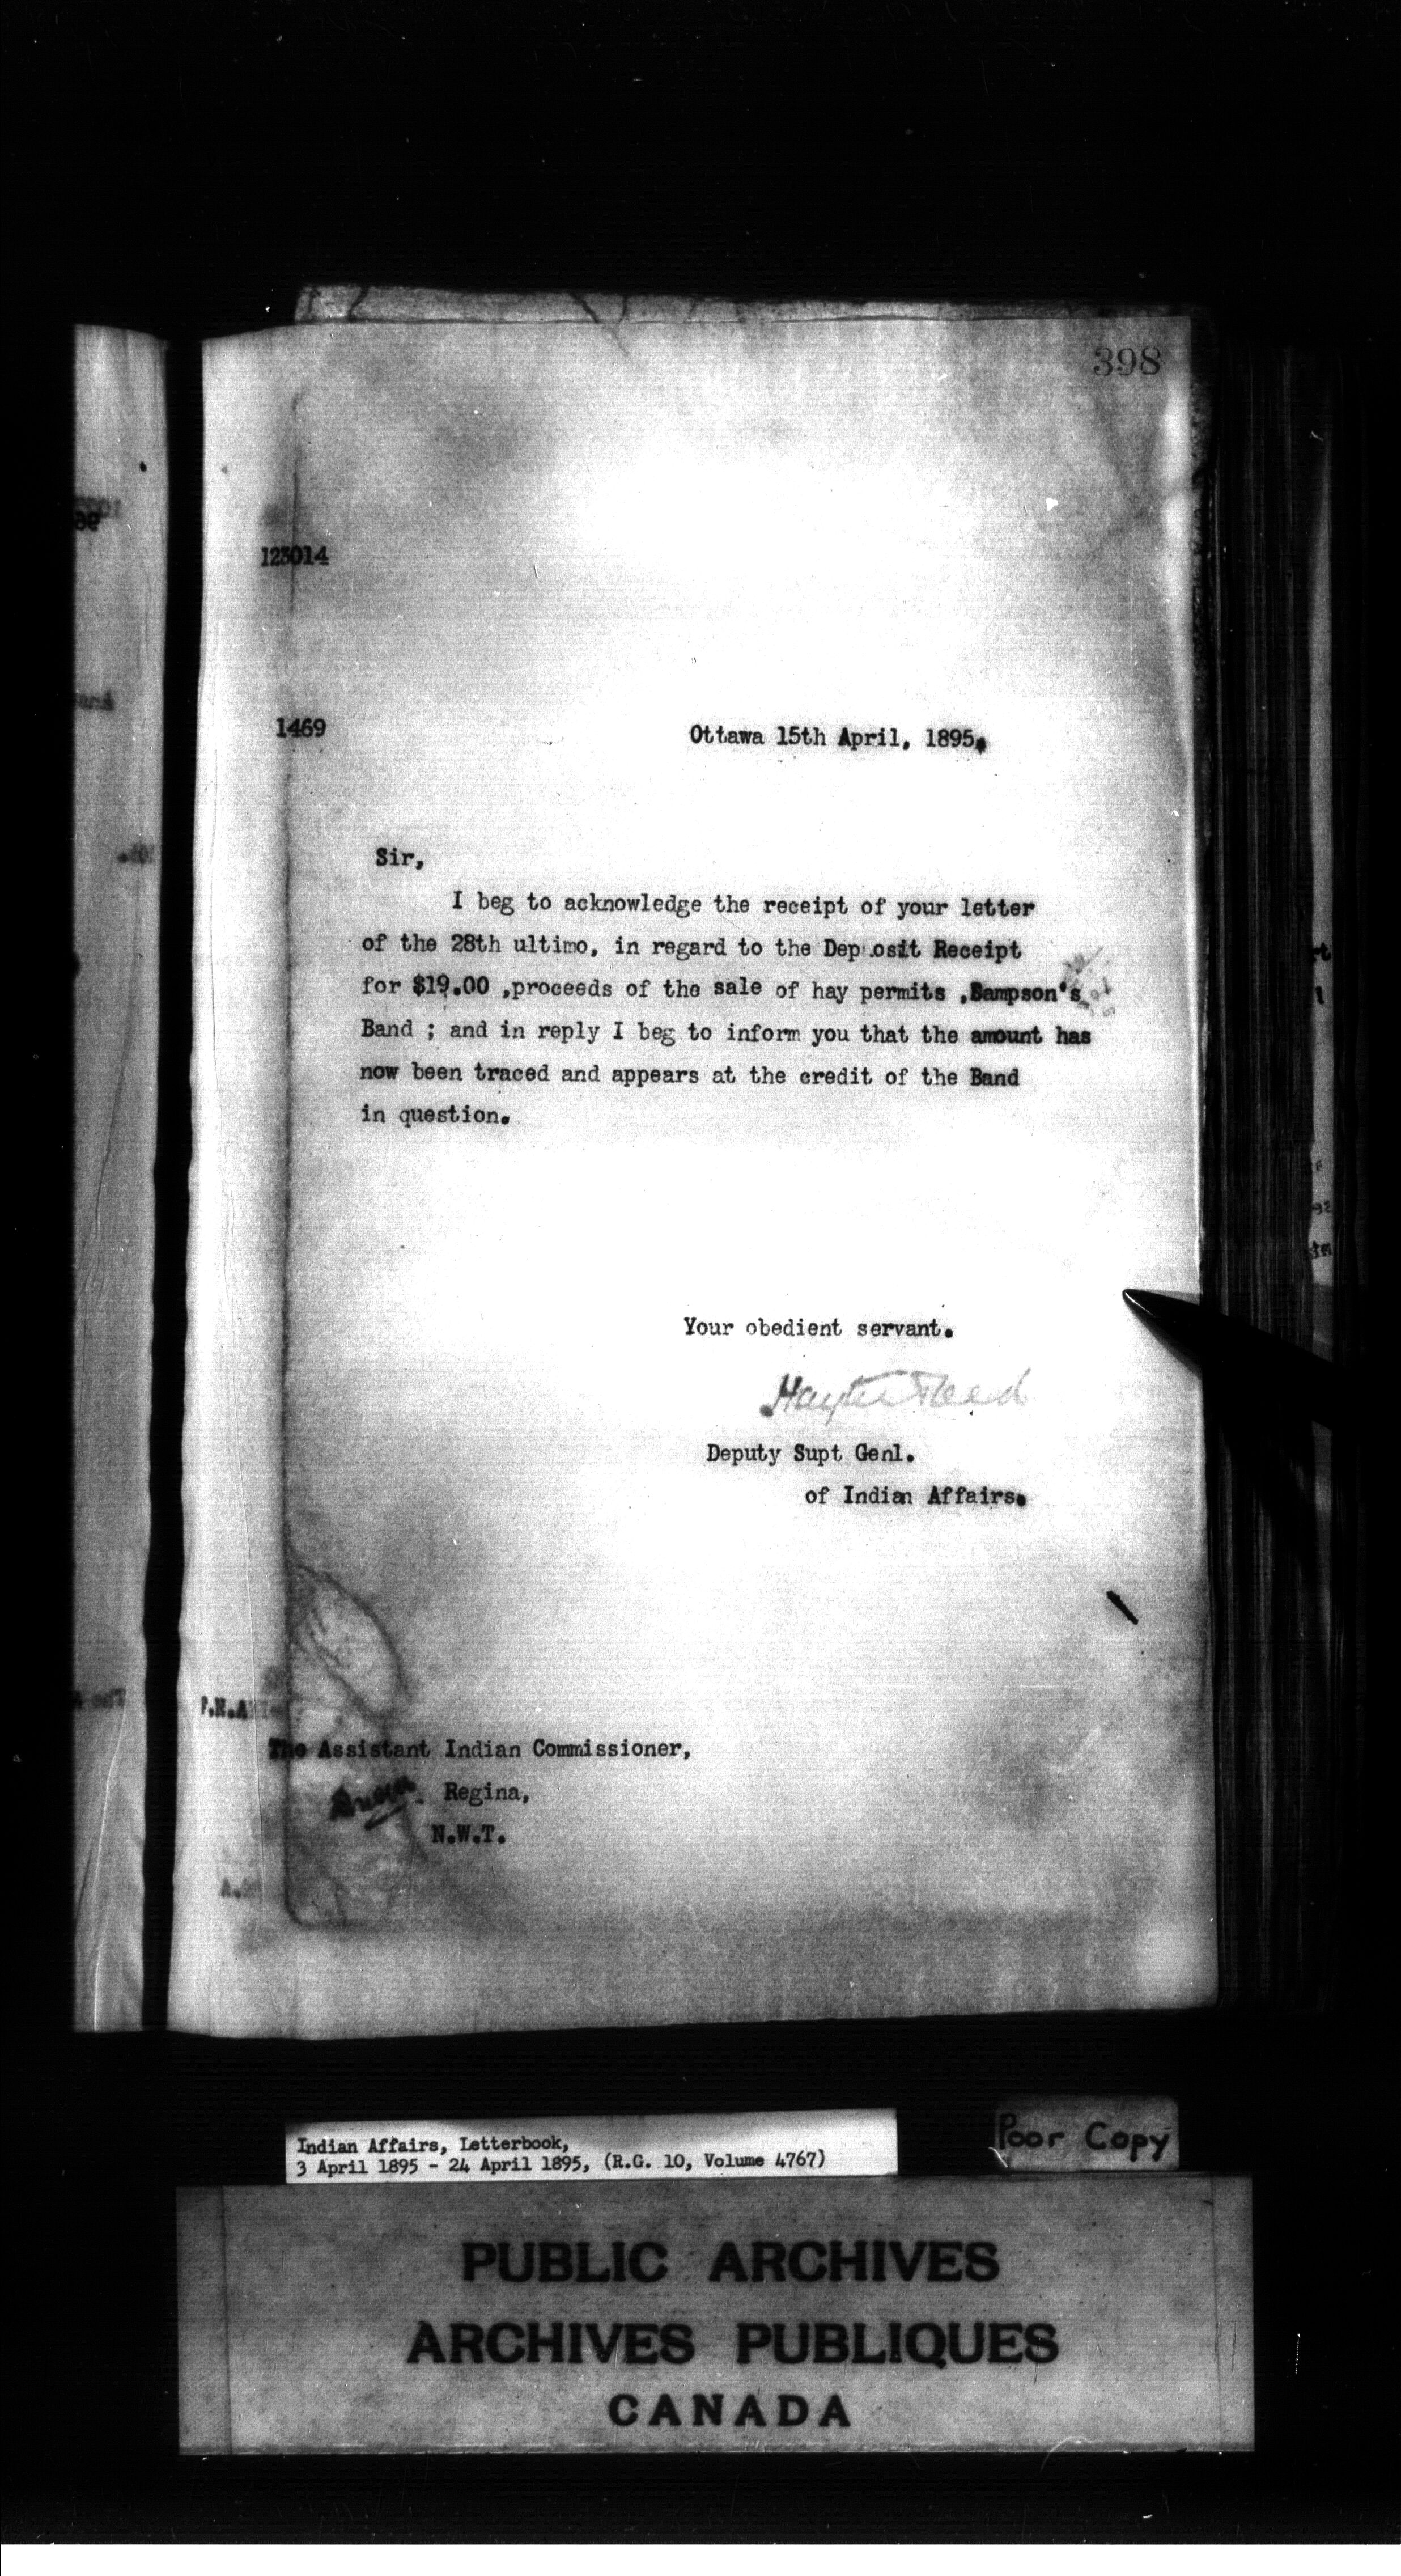 398
123014
1469
Ottawa 15th April, 1895.
Sir,
I beg to acknowledge the receipt of your letter
of the 28th ultimo, in regard to the Deposit Receipt
for $19.00 ,proceeds of the sale of hay permits ,Sampson's
Band ; and in reply I beg to inform you that the amount has
now been traced and appears at the credit of the Band
in question.
Your obedient servant.
Hayter Reed
Deputy Supt Genl.
of Indian Affairs.
The Assistant Indian Commissioner,
Regina,
N.W.T.
Indian Affairs, Letterbook,
3 April 1895 - 24 April 1895, (R.G. 10, Volume 4767)
Poor Copy
PUBLIC ARCHIVES
ARCHIVES PUBLIQUES
CANADA